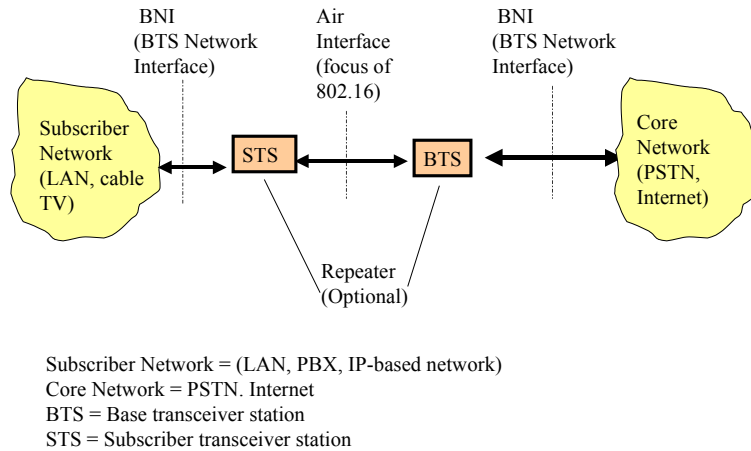 BNI
(BTS Network
Interface)
Air
Interface
(focus of
802.16)
BNI
(BTS Network
Interface)
Subscriber
Network
(LAN, cable
TV)
STS
BTS
Core
Network
(PSTN,
Internet)
Repeater
(Optional)
Subscriber Network = (LAN, PBX, IP-based network)
Core Network = PSTN. Internet
BTS = Base transceiver station
STS = Subscriber transceiver station